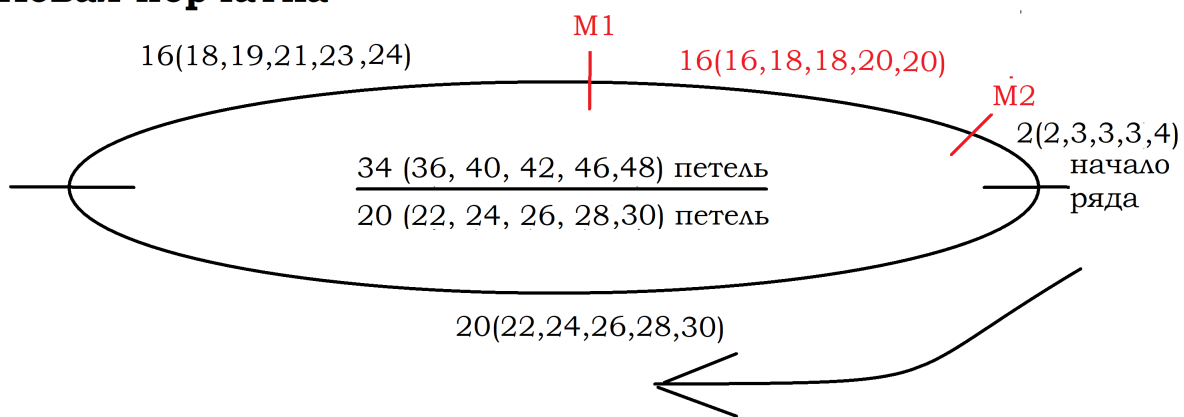 М1
16(18,19,21,23,24)
16(16,18,18,20,20)
М2
2(2,3,3,3,4)
начало
ряда
34 (36, 40, 42, 46,48) петель
20 (22, 24, 26, 28,30) петель
20(22,24,26,28,30)